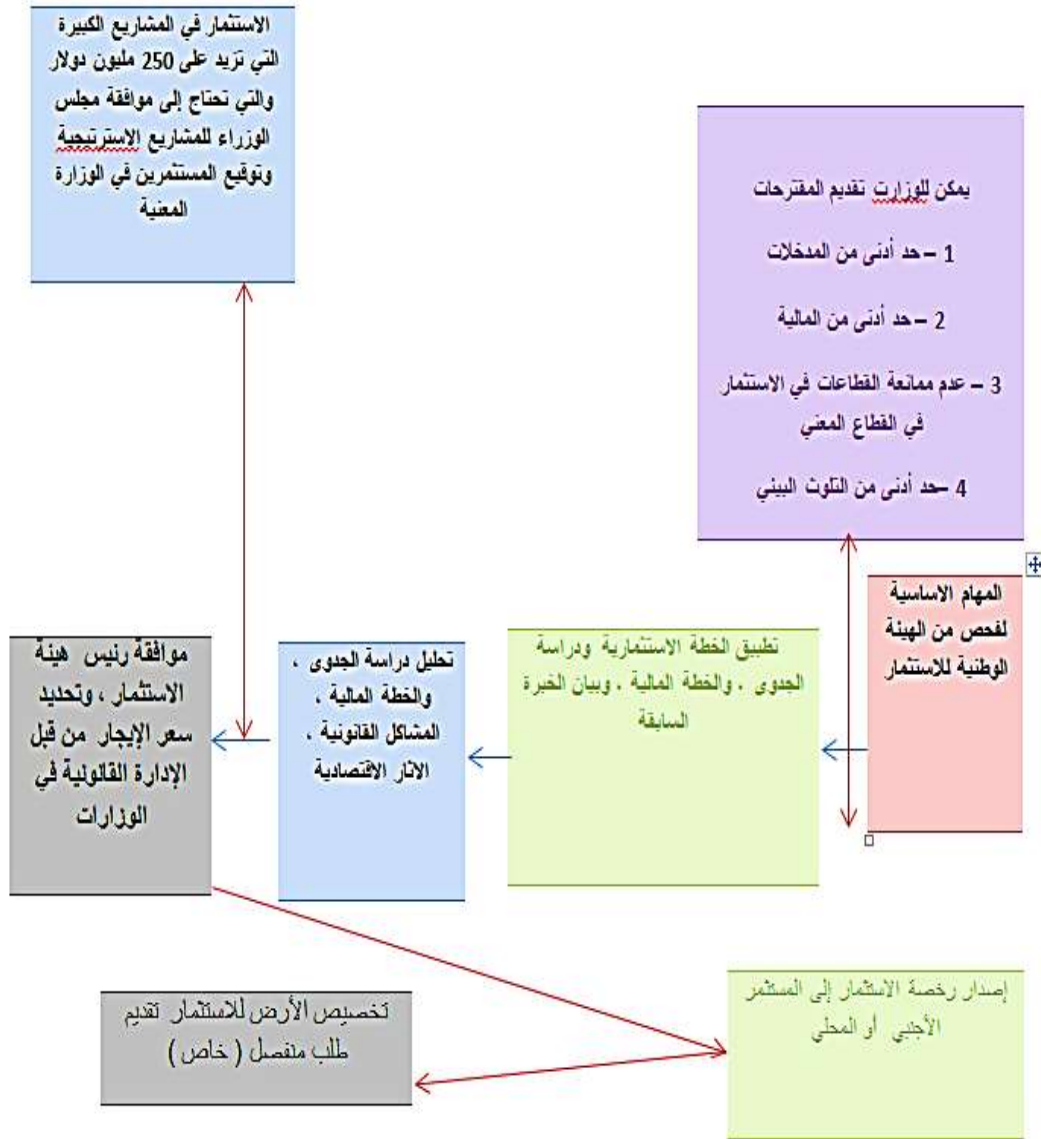 الاستثمار في المشاريع الكبيرة
التي تزيد على 250 مليون دولار
والتي تحتاج إلى موافقة مجلس
الوزراء للمشاريع الاسترتيجية
وتوقيع المستثمرين في الوزارة
المعنية
يمكن للوزارت تقديم المقترحات
1 – حد أدنى من المدخلات
2 – حد أدنى من المالية
3 – عدم ممانعة القطاعات في الاستثمار
في القطاع المعني
4 – حد أدنى من التلوث البيئي
المهام الاساسية
لفحص من الهيئة
الوطنية للاستثمار
تطبيق الخطة الاستثمارية ودراسة
الجدوى ، والخطة المالية ، وبيان الخبرة
السابقة
تحليل دراسة الجدوى ،
والخطة المالية ،
المشاكل القانونية ،
الاثار الاقتصادية
موافقة رئيس هيئة
الاستثمار ، وتحديد
سعر الإيجار من قبل
الإدارة القانونية في
الوزارات
إصدار رخصة الاستثمار إلى المستثمر
الأجنبي أو المحلي
تخصيص الأرض للاستثمار تقديم
طلب منفصل ( خاص )